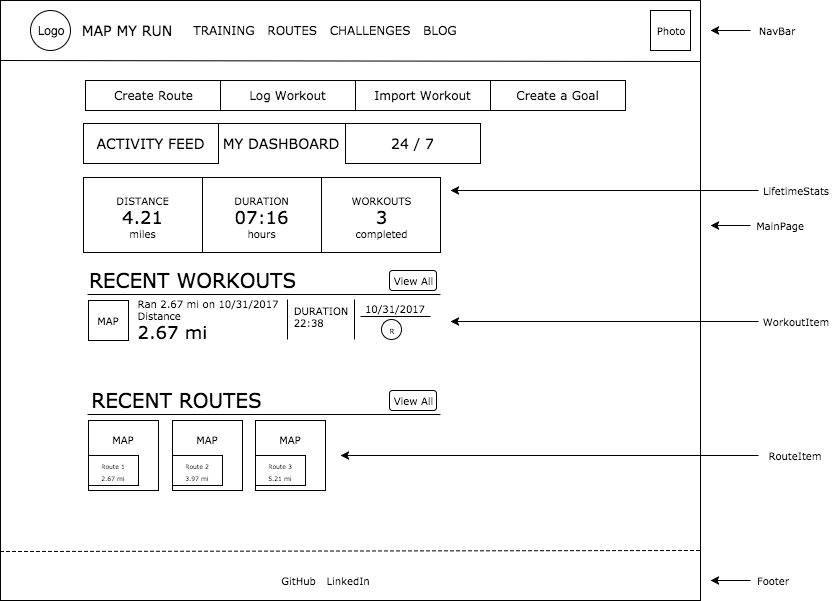 Logo MAP MY RUN TRAINING ROUTES CHALLENGES BLOG Photo NavBar
Create Route Log Workout Import Workout Create a Goal
ACTIVITY FEED MY DASHBOARD 24 / 7
LifetimeStats
DISTANCE DURATION WORKOUTS
4.21 07:16 3
miles hours completed
MainPage
RECENT WORKOUTS View All
Ran 2.67 mi on 10/31/2017
MAP Distance DURATION 10/31/2017
2.67 mi 22:38 R WorkoutItem
RECENT ROUTES View All
MAP MAP MAP
RouteItem
Route 1 Route 2 Route 3
2.67 mi 3.97 mi 5.21 mi
GitHub LinkedIn Footer